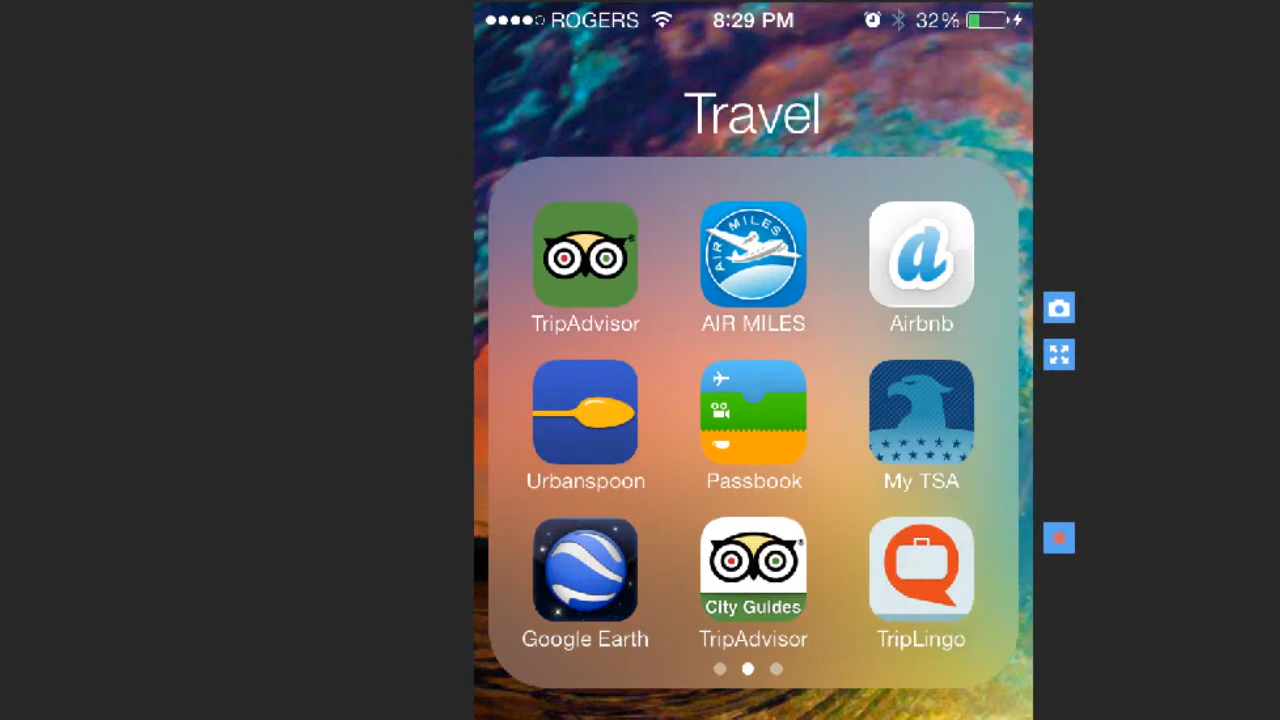 ROGERS 8:29 PM 32%
Travel
AIR MILES
TripAdvisor AIR MILES Airbnb
Urbanspoon Passbook My TSA
City Guides
Google Earth TripAdvisor TripLingo